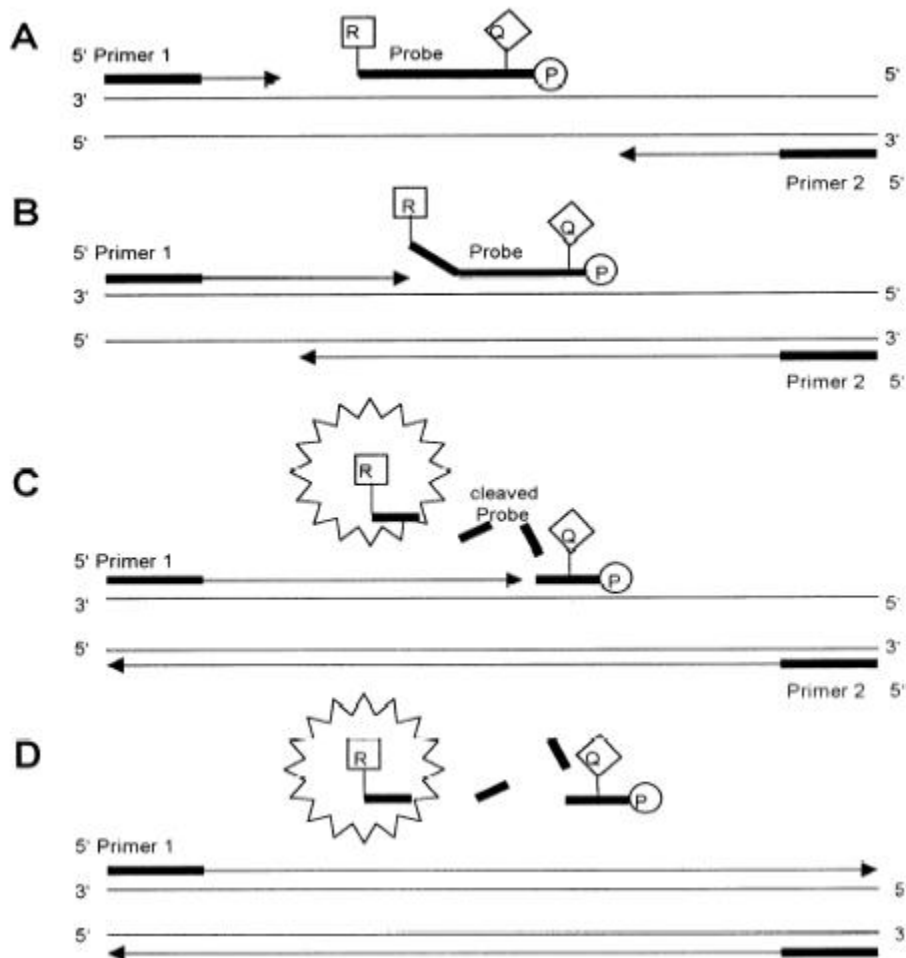 A
R
Q
5' Primer 1
Probe
P
5'
3'
5'
3'
Primer 2 5'
B
R
Q
5' Primer 1
Probe
P
3'
5'
5'
3'
Primer 2 5'
C
R
cleaved
Probe
Q
5' Primer 1
P
3'
5'
5'
3'
Primer 2 5'
D
R
Q
P
5' Primer 1
3'
5
5'
3